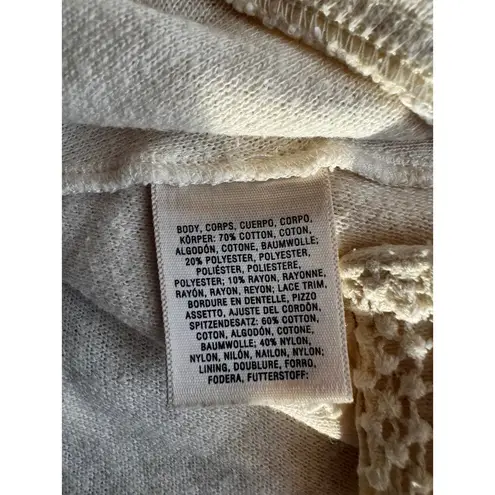 BODY, CORPS, CUERPO, CORPO,
KÖRPER: 70% COTTON, COTON,
ALGODÓN, COTONE, BAUMWOLLE;
20% POLYESTER, POLYESTER,
POLIÉSTER, POLIESTERE,
POLYESTER; 10% RAYON, RAYONNE,
RAYÓN, RAYON, REYON; LACE TRIM,
BORDURE EN DENTELLE, PIZZO
ASSETTO, AJUSTE DEL CORDÓN,
SPITZENDESATZ: 60% COTTON,
COTON, ALGODÓN, COTONE,
BAUMWOLLE; 40% NYLON,
NYLON, NILÓN, NAILON, NYLON;
LINING, DOUBLURE, FORRO,
FODERA, FUTTERSTOFF: